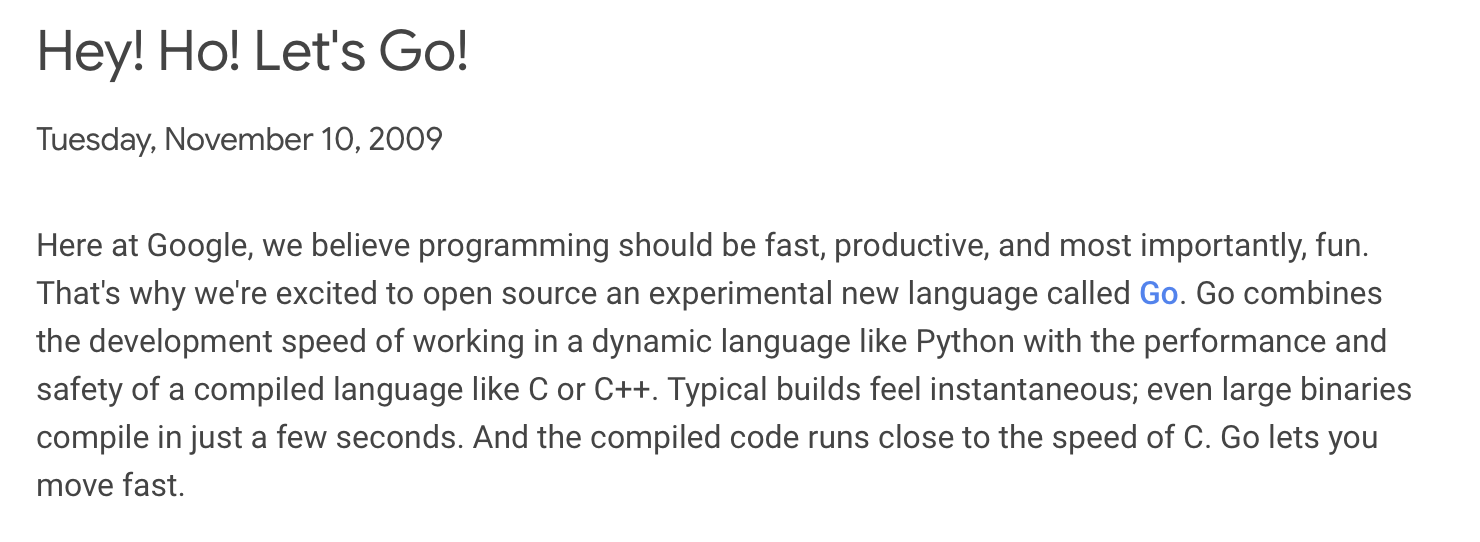 Hey! Ho! Let's Go!
Tuesday, November 10, 2009
Here at Google, we believe programming should be fast, productive, and most importantly, fun.
That's why we're excited to open source an experimental new language called Go. Go combines
the development speed of working in a dynamic language like Python with the performance and
safety of a compiled language like C or C++. Typical builds feel instantaneous; even large binaries
compile in just a few seconds. And the compiled code runs close to the speed of C. Go lets you
move fast.